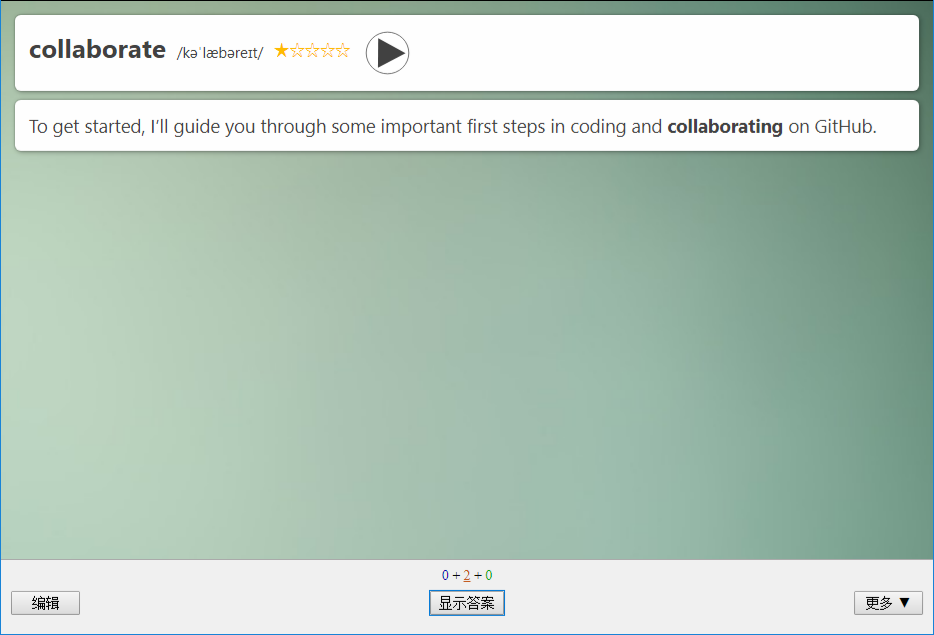 collaborate /kəˈlæbəreɪt/ ★☆☆☆☆
To get started, I’ll guide you through some important first steps in coding and collaborating on GitHub.
0 + 2 + 0
编辑 显示答案 更多 ▼